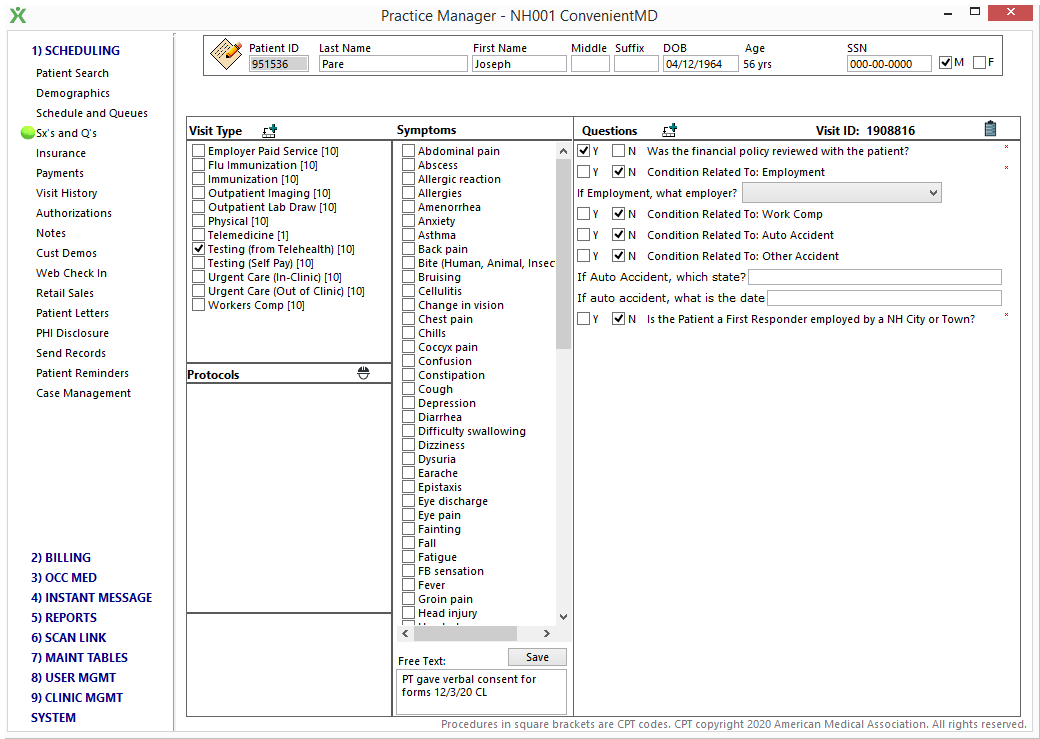 Practice Manager - NH001 ConvenientMD
1) SCHEDULING
Patient Search
Demographics
Schedule and Queues
Sx's and Q's
Insurance
Payments
Visit History
Authorizations
Notes
Cust Demos
Web Check In
Retail Sales
Patient Letters
PHI Disclosure
Send Records
Patient Reminders
Case Management
2) BILLING
3) OCC MED
4) INSTANT MESSAGE
5) REPORTS
6) SCAN LINK
7) MAINT TABLES
8) USER MGMT
9) CLINIC MGMT
SYSTEM
Patient ID Last Name First Name Middle Suffix DOB Age SSN
951536 Pare Joseph 04/12/1964 56 yrs 000-00-0000 M F
Visit Type
Employer Paid Service [10]
Flu Immunization [10]
Immunization [10]
Outpatient Imaging [10]
Outpatient Lab Draw [10]
Physical [10]
Telemedicine [1]
Testing (from Telehealth) [10]
Testing (Self Pay) [10]
Urgent Care (In-Clinic) [10]
Urgent Care (Out of Clinic) [10]
Workers Comp [10]
Protocols
Symptoms
Abdominal pain
Abscess
Allergic reaction
Allergies
Amenorrhea
Anxiety
Asthma
Back pain
Bite (Human, Animal, Insec
Bruising
Cellulitis
Change in vision
Chest pain
Chills
Coccyx pain
Confusion
Constipation
Cough
Depression
Diarrhea
Difficulty swallowing
Dizziness
Dysuria
Earache
Epistaxis
Eye discharge
Eye pain
Fainting
Fall
Fatigue
FB sensation
Fever
Groin pain
Head injury
Free Text: Save
PT gave verbal consent for
forms 12/3/20 CL
Questions Visit ID: 1908816
Y N Was the financial policy reviewed with the patient? *
Y N Condition Related To: Employment *
If Employment, what employer?
Y N Condition Related To: Work Comp
Y N Condition Related To: Auto Accident
Y N Condition Related To: Other Accident
If Auto Accident, which state?
If auto accident, what is the date
Y N Is the Patient a First Responder employed by a NH City or Town? *
Procedures in square brackets are CPT codes. CPT copyright 2020 American Medical Association. All rights reserved.